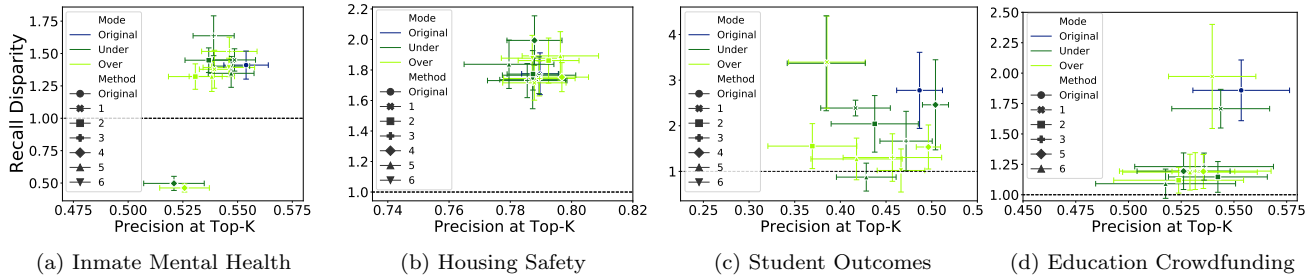 Recall Disparity
1.75
1.50
1.25
1.00
0.75
0.50
0.475 0.500 0.525 0.550 0.575
Precision at Top-K
Mode
Original
Under
Over
Method
Original
1
2
3
4
5
6
(a) Inmate Mental Health
2.2
2.0
1.8
1.6
1.4
1.2
1.0
0.74 0.76 0.78 0.80 0.82
Precision at Top-K
Mode
Original
Under
Over
Method
Original
1
2
3
4
5
6
(b) Housing Safety
4
3
2
1
0.25 0.30 0.35 0.40 0.45 0.50 0.5
Precision at Top-K
Mode
Original
Under
Over
Method
Original
1
2
3
4
5
6
(c) Student Outcomes
2.50
2.25
2.00
1.75
1.50
1.25
1.00
0.450 0.475 0.500 0.525 0.550 0.575
Precision at Top-K
Mode
Original
Under
Over
Method
Original
1
2
3
4
5
6
(d) Education Crowdfunding